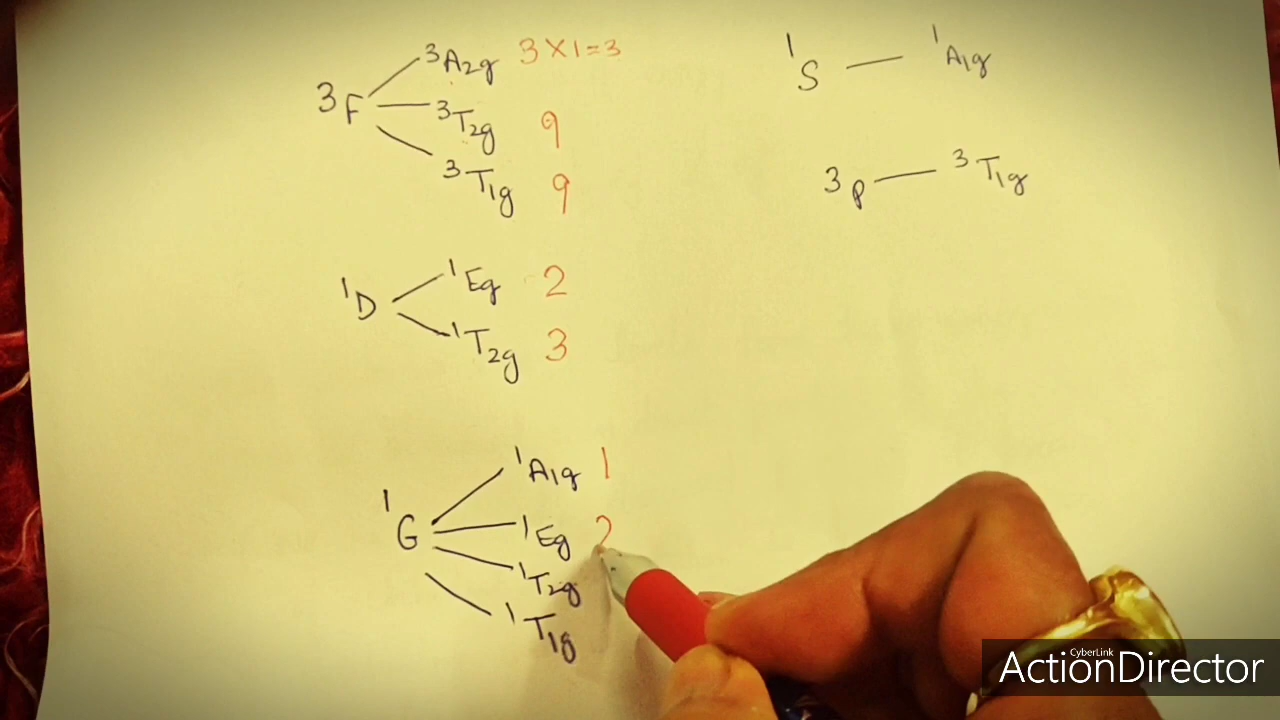 ³A₂g 3×1=3
³F
³T₂g 9
³T₁g 9
¹D
¹Eg 2
¹T₂g 3
¹G
¹A₁g 1
¹Eg 2
¹T₂g
¹T₁g
¹S — ¹A₁g
³P — ³T₁g
CyberLink
ActionDirector